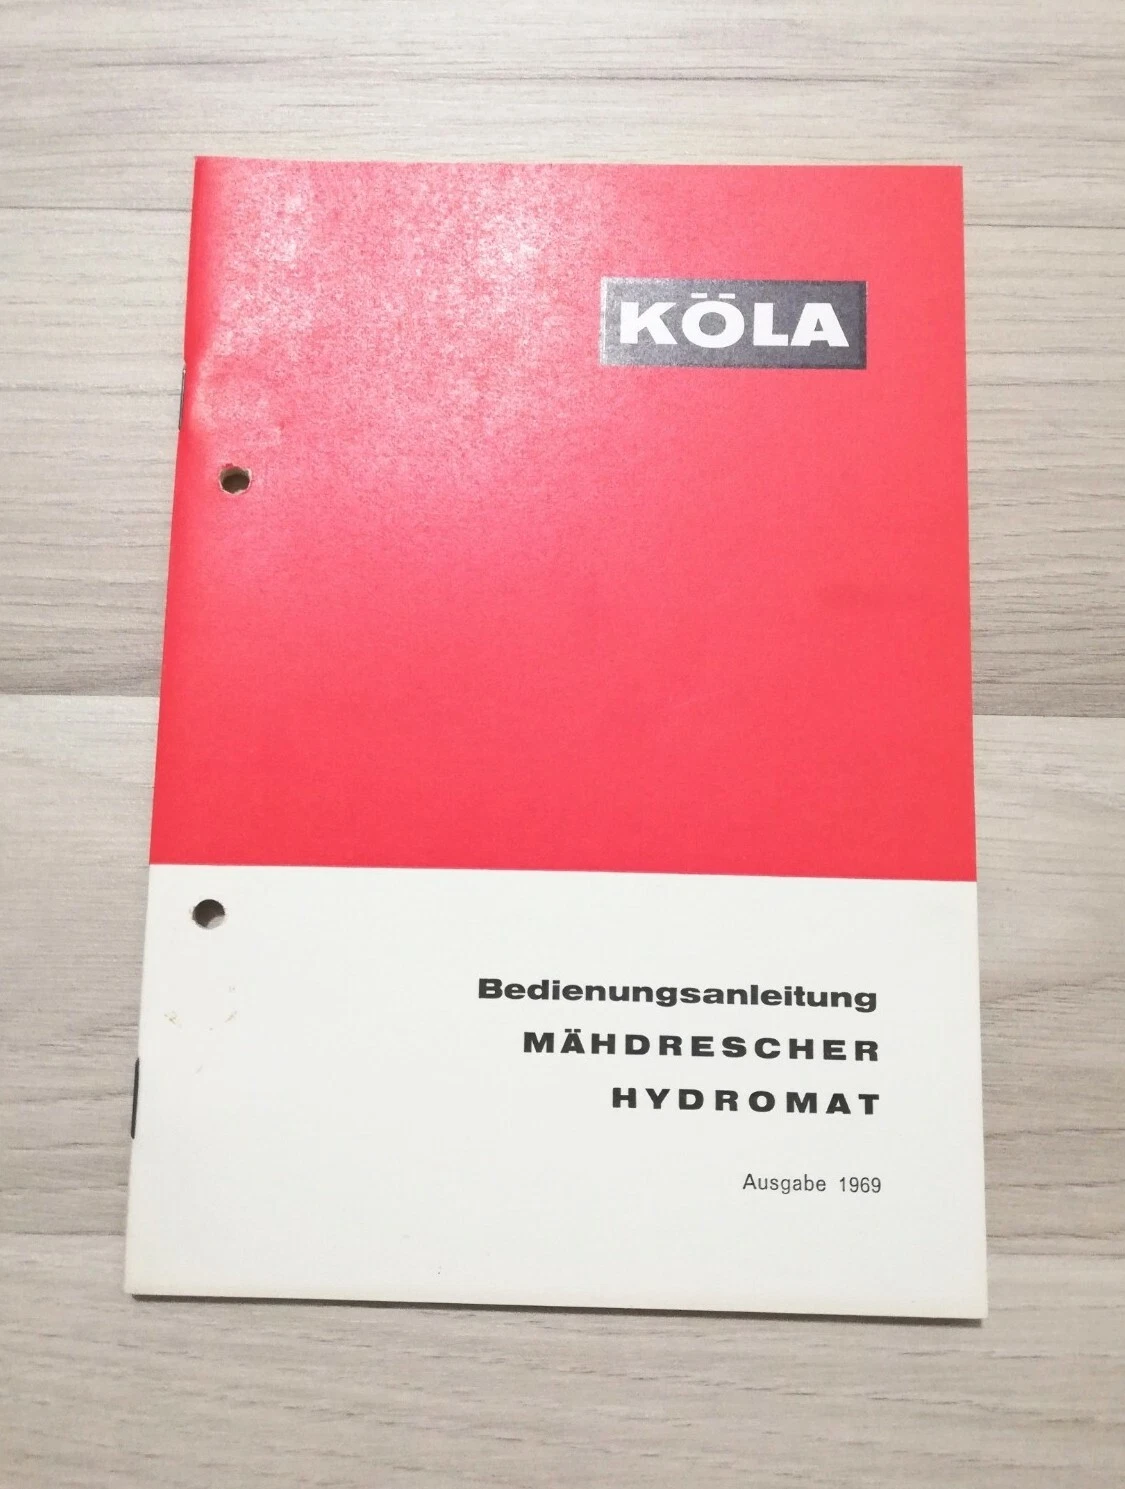 KÖLA
Bedienungsanleitung
MÄHDRESCHER
HYDROMAT
Ausgabe 1969